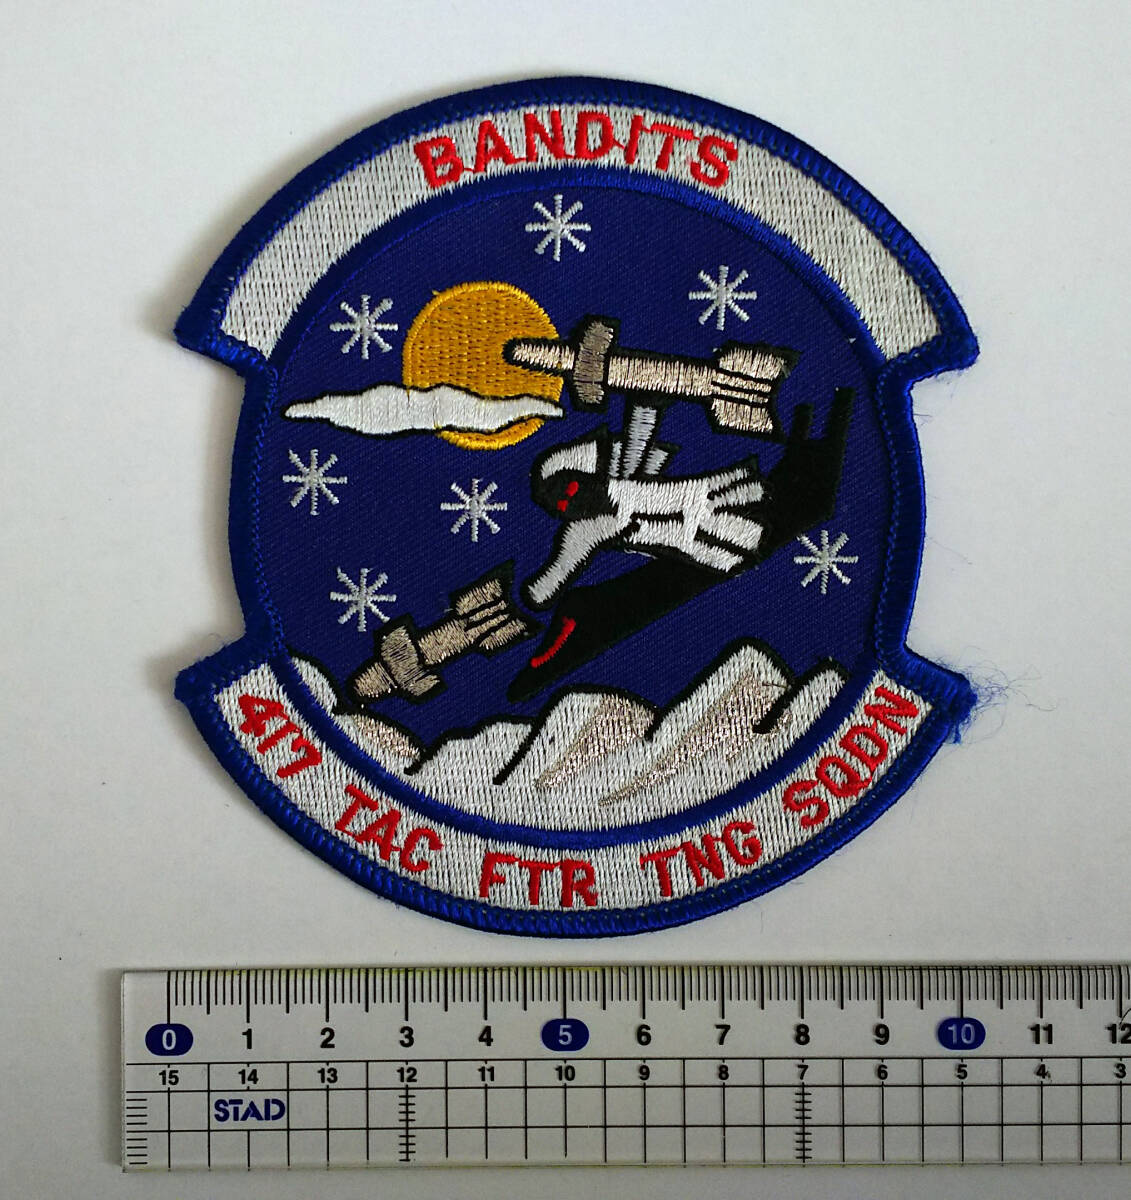 BANDITS
417 TAC FTR TNG SQDN
0 1 2 3 4 5 6 7 8 9 10 11 12
15 14 13 12 11 10 9 8 7 6 5 4 3
STAD